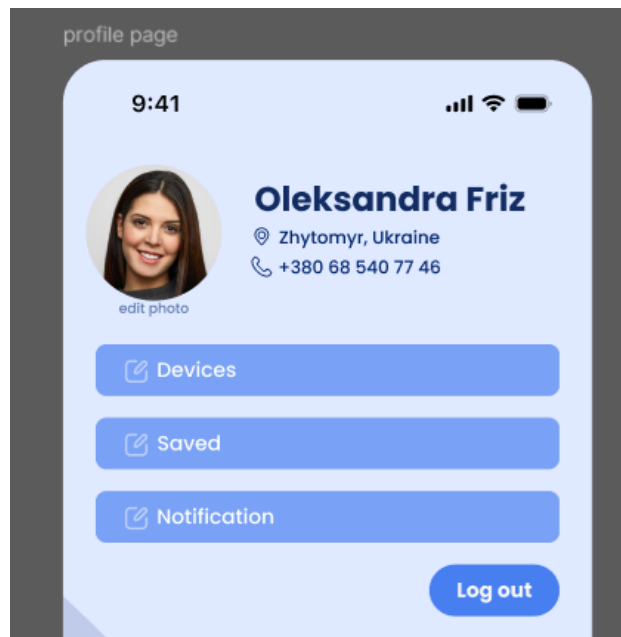 profile page
9:41
Oleksandra Friz
Zhytomyr, Ukraine
+380 68 540 77 46
edit photo
Devices
Saved
Notification
Log out